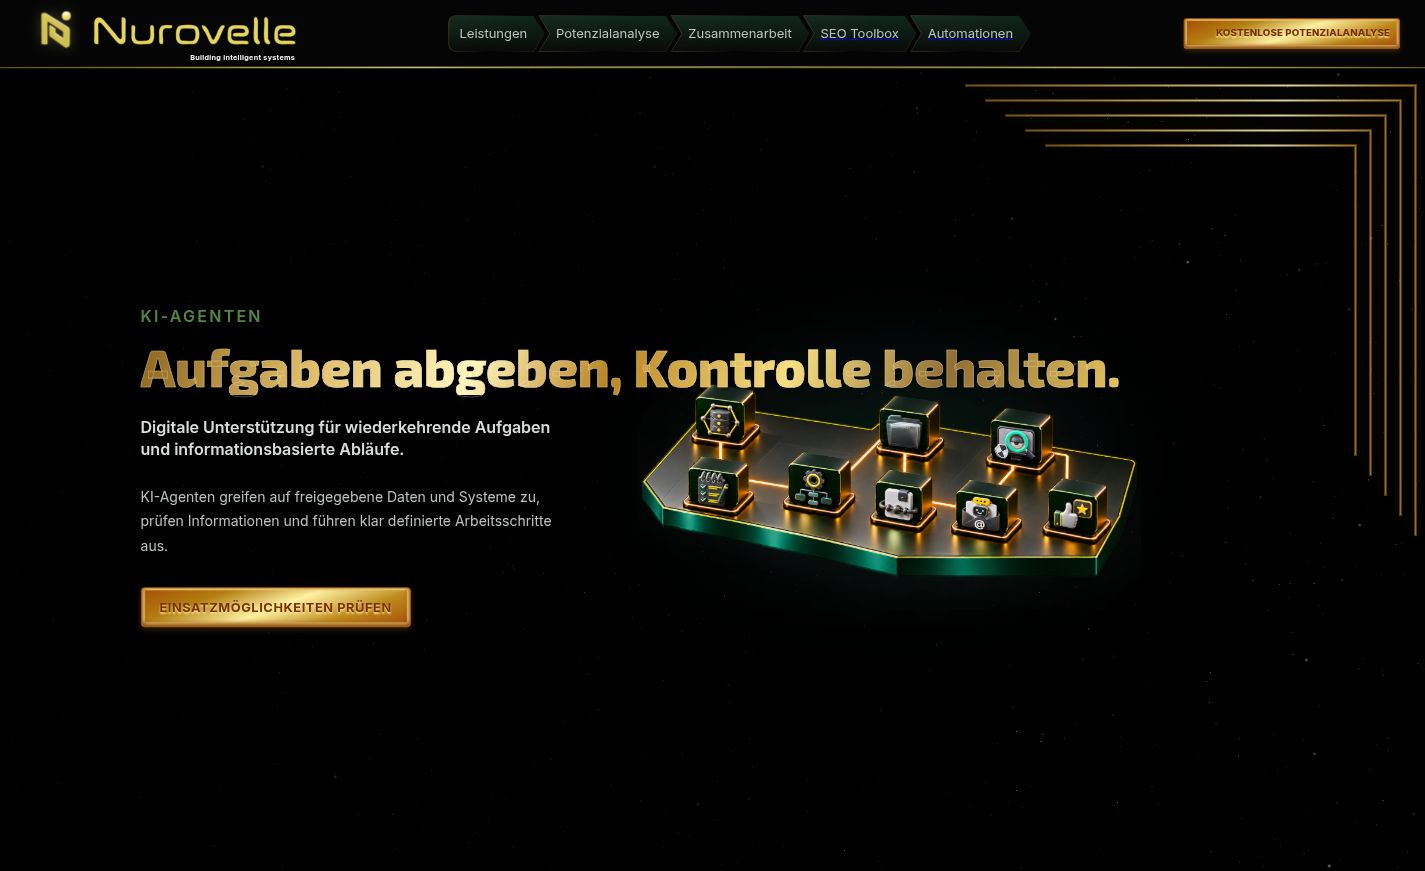 Nurovelle
Building intelligent systems
Leistungen
Potenzialanalyse
Zusammenarbeit
SEO Toolbox
Automationen
KOSTENLOSE POTENZIALANALYSE
KI-AGENTEN
Aufgaben abgeben, Kontrolle behalten.
Digitale Unterstützung für wiederkehrende Aufgaben
und informationsbasierte Abläufe.
KI-Agenten greifen auf freigegebene Daten und Systeme zu,
prüfen Informationen und führen klar definierte Arbeitsschritte
aus.
EINSATZMÖGLICHKEITEN PRÜFEN
@